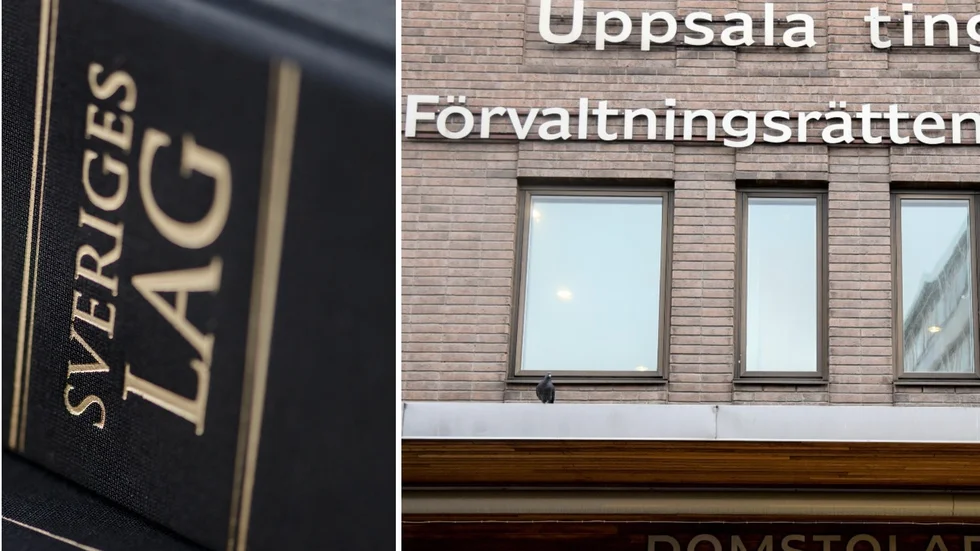 SVERIGES
LAG
Uppsala ting
Förvaltningsrätten
DOMSTOLAR